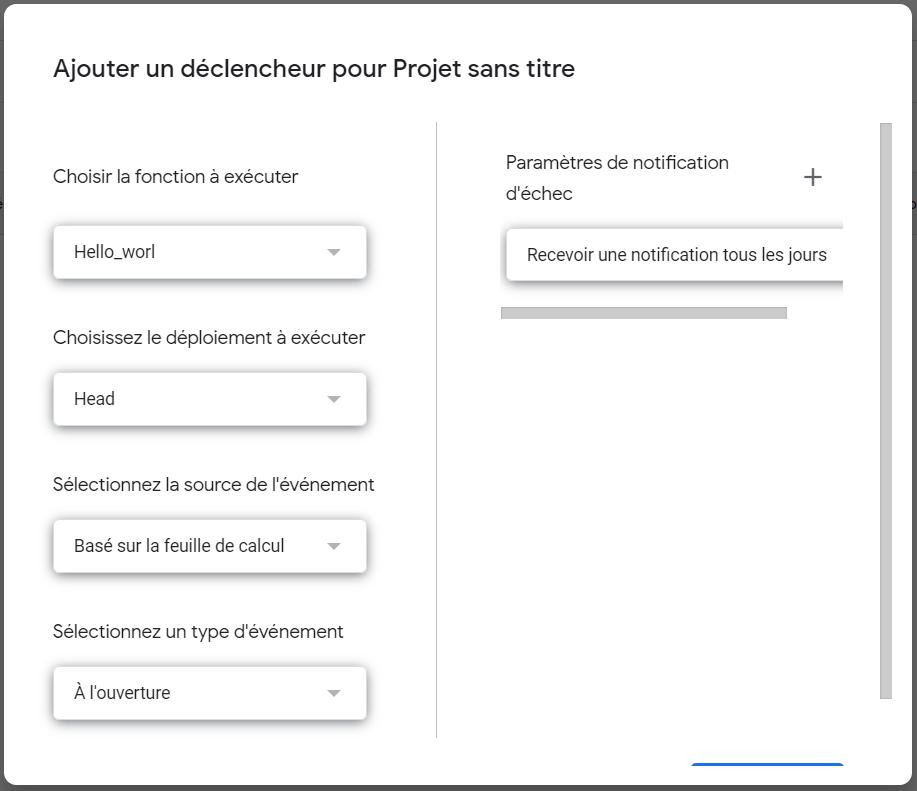 Ajouter un déclencheur pour Projet sans titre
Choisir la fonction à exécuter
Hello_worl
Choisissez le déploiement à exécuter
Head
Sélectionnez la source de l'événement
Basé sur la feuille de calcul
Sélectionnez un type d'événement
À l'ouverture
Paramètres de notification
d'échec
Recevoir une notification tous les jours